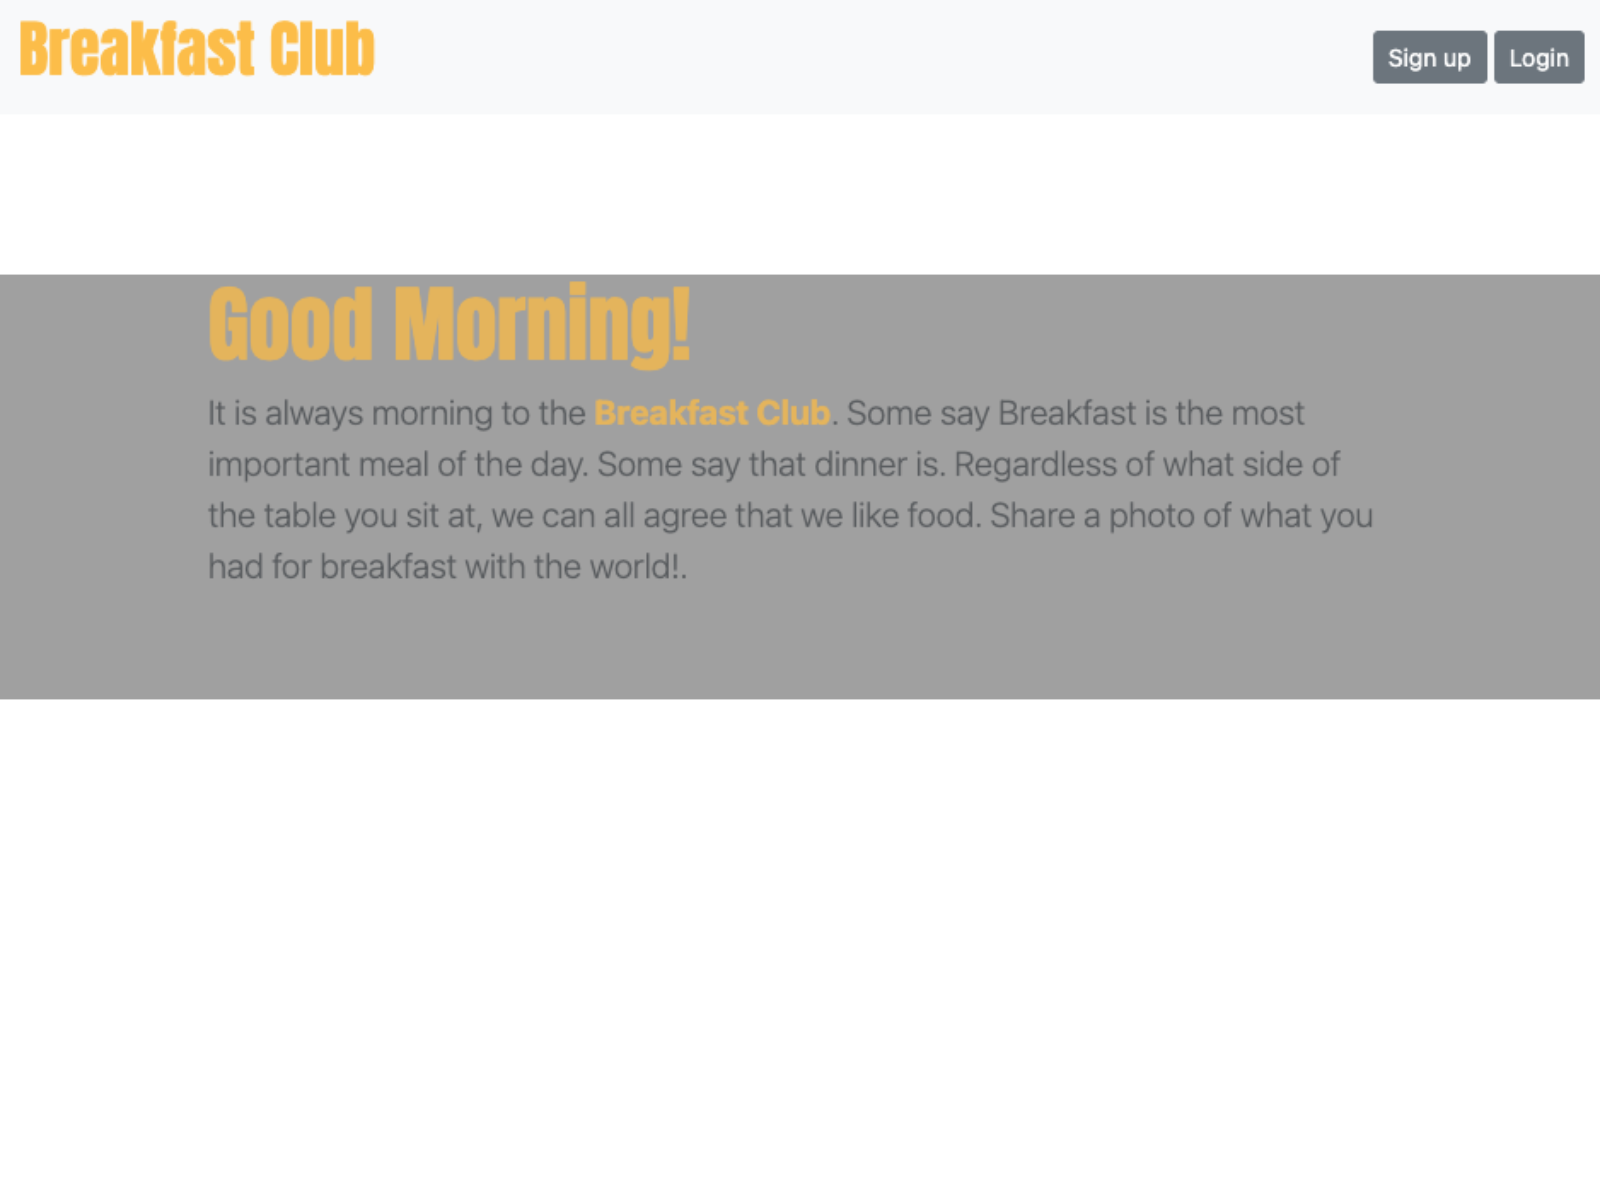 Breakfast Club
Sign up Login
Good Morning!
It is always morning to the Breakfast Club. Some say Breakfast is the most
important meal of the day. Some say that dinner is. Regardless of what side of
the table you sit at, we can all agree that we like food. Share a photo of what you
had for breakfast with the world!.